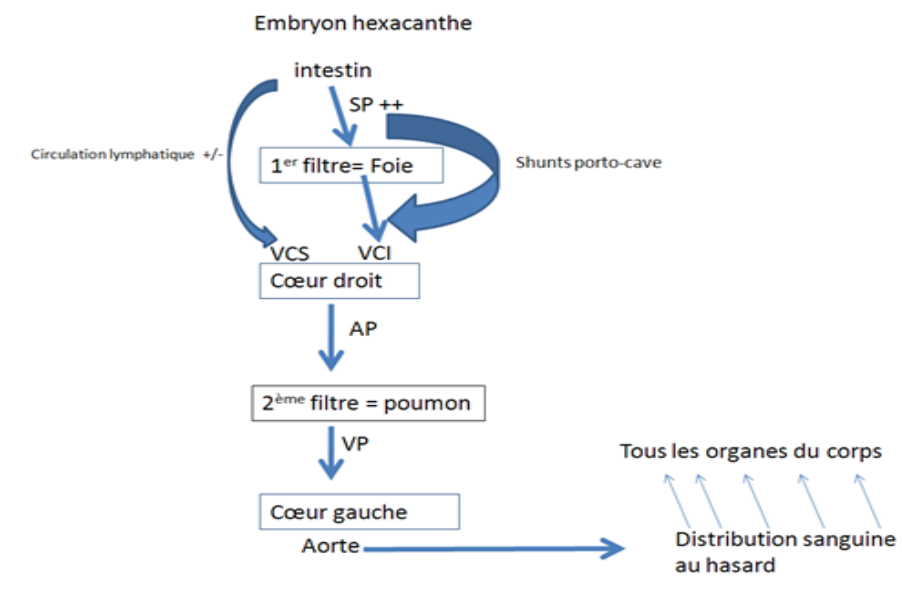 Embryon hexacanthe
intestin
SP ++
Circulation lymphatique +/-
1er filtre= Foie
Shunts porto-cave
VCS
VCI
Cœur droit
AP
2ème filtre = poumon
VP
Tous les organes du corps
Cœur gauche
Aorte
Distribution sanguine
au hasard